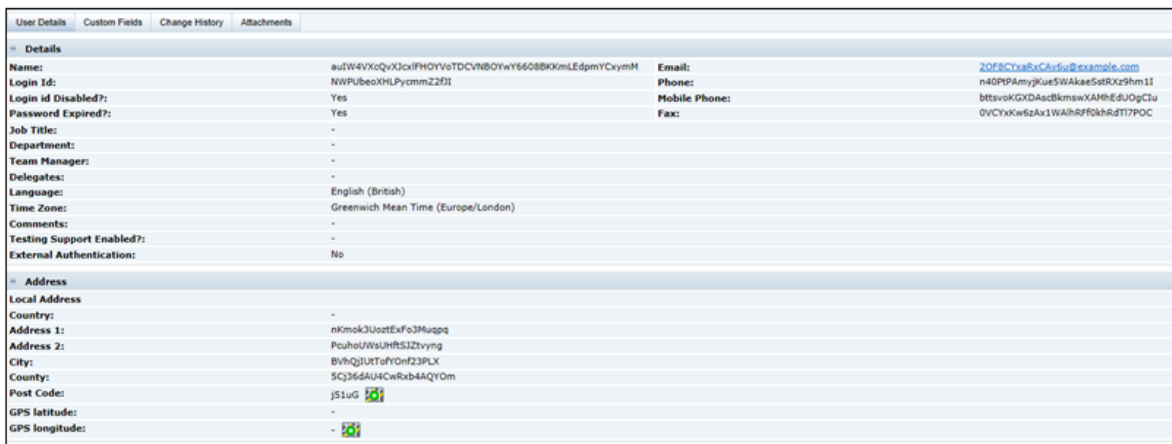 User Details Custom Fields Change History Attachments
Details
Name: auIW4VXcQvXJcxlFHOYVoTDCVNBOYwY6608BKKmLEdpmYCxymM Email: 2OF8CYxaRxCAv6u@example.com
Login Id: NWPUbeoXHLPycmmZ2fJI Phone: n40PtPAmyjKue5WAkaeSstRXz9hm1I
Login id Disabled?: Yes Mobile Phone: bttsvoKGXDAscBkmswXAMhEdUOgCIu
Password Expired?: Yes Fax: 0VCYxKw6zAx1WAlhRFf0khRdTl7POC
Job Title: -
Department: -
Team Manager: -
Delegates: -
Language: English (British)
Time Zone: Greenwich Mean Time (Europe/London)
Comments: -
Testing Support Enabled?: -
External Authentication: No
Address
Local Address
Country: -
Address 1: nKmok3UoztExFo3Muqpq
Address 2: PcuhoUWsUHftSJZtvyng
City: BVhQjIUtTofYOnf23PLX
County: 5Cj36dAU4CwRxb4AQYOm
Post Code: j51uG
GPS latitude: -
GPS longitude: -